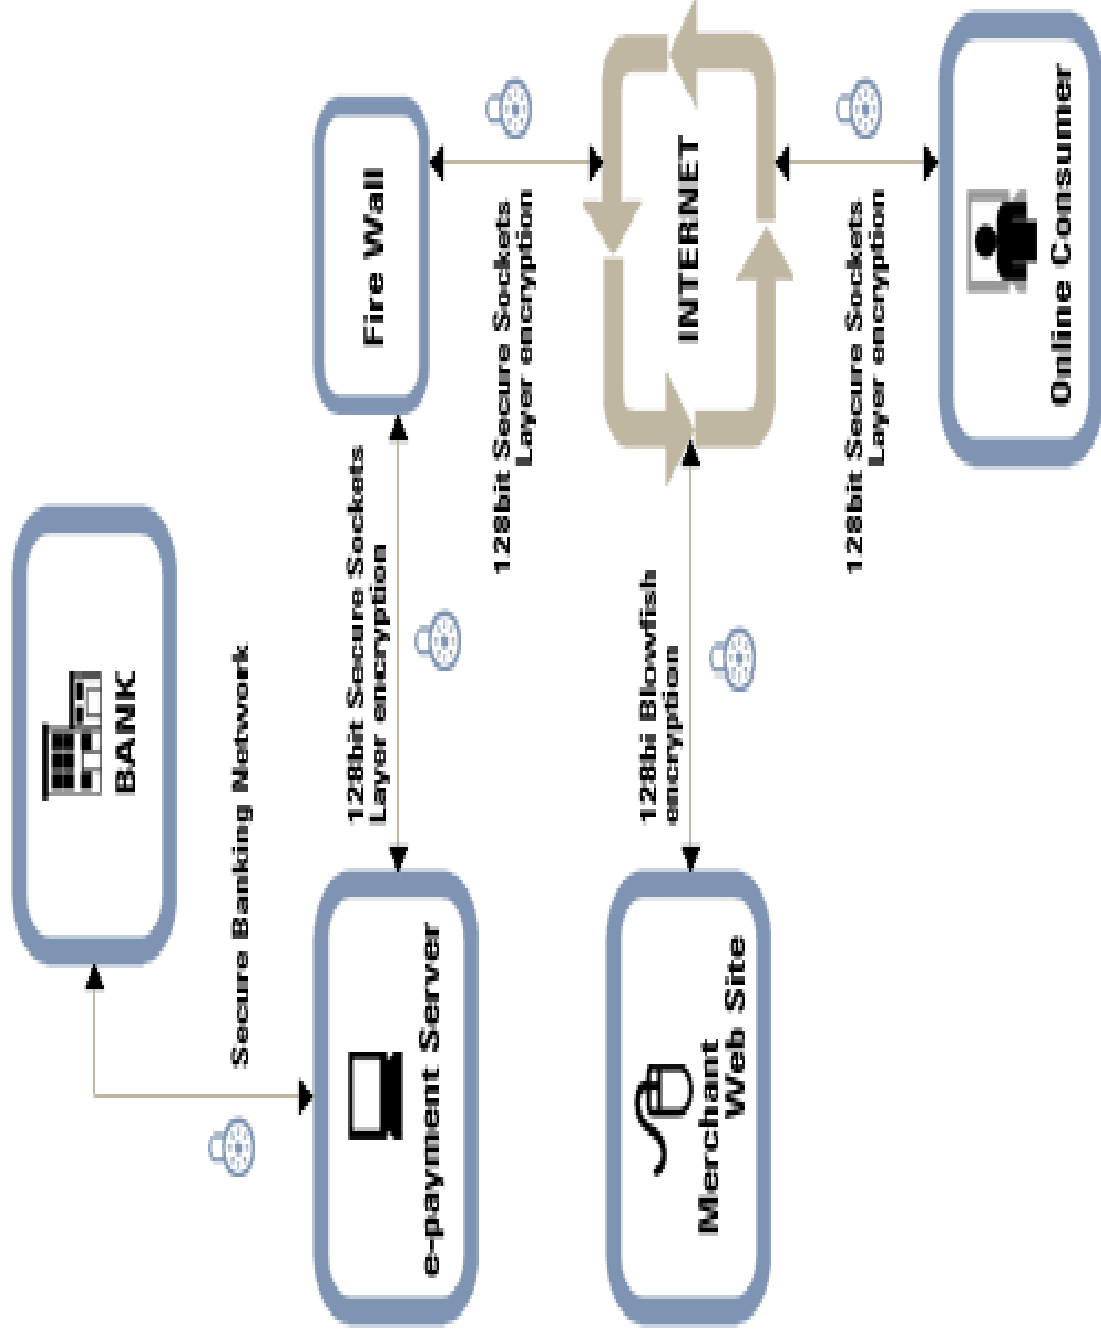 BANK
Secure Banking Network
e-payment Server
128bit Secure Sockets
Layer encryption
Fire Wall
128bit Secure Sockets
Layer encryption
Merchant
Web Site
128bi Blowfish
encryption
INTERNET
128bit Secure Sockets
Layer encryption
Online Consumer